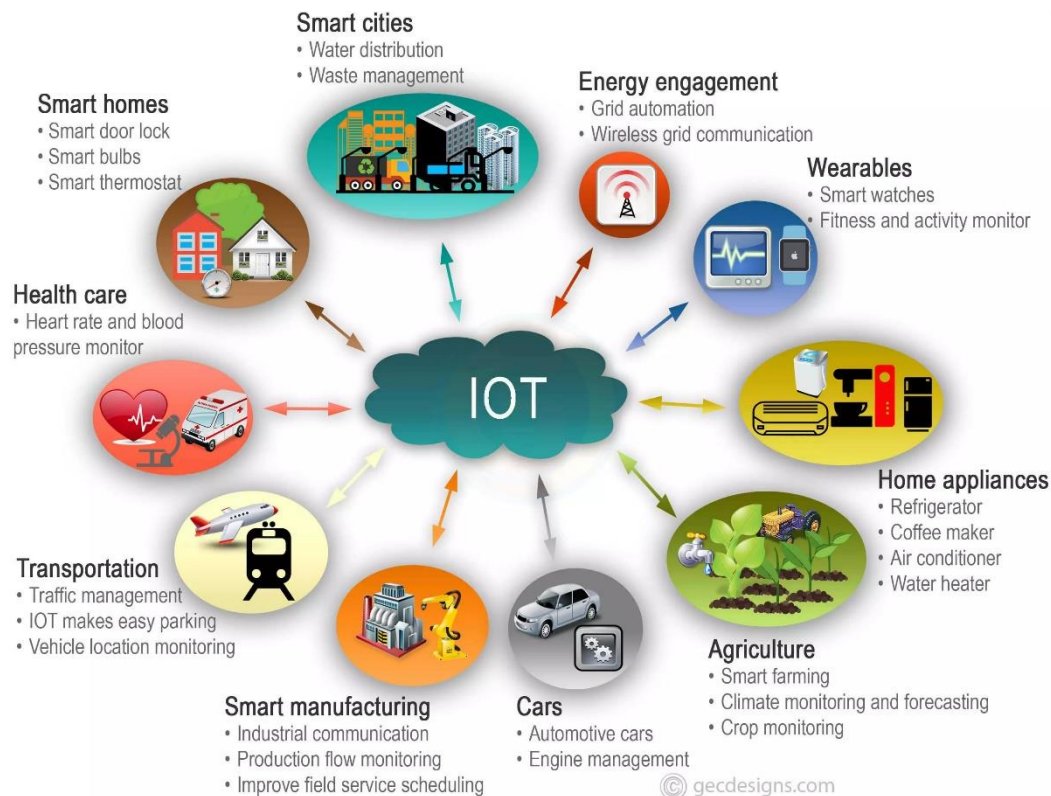 Smart cities
• Water distribution
• Waste management
Energy engagement
• Grid automation
• Wireless grid communication
Smart homes
• Smart door lock
• Smart bulbs
• Smart thermostat
Wearables
• Smart watches
• Fitness and activity monitor
Health care
• Heart rate and blood
pressure monitor
IOT
Home appliances
• Refrigerator
• Coffee maker
• Air conditioner
• Water heater
Transportation
• Traffic management
• IOT makes easy parking
• Vehicle location monitoring
Agriculture
• Smart farming
• Climate monitoring and forecasting
• Crop monitoring
Smart manufacturing
• Industrial communication
• Production flow monitoring
• Improve field service scheduling
Cars
• Automotive cars
• Engine management
© gecdesigns.com